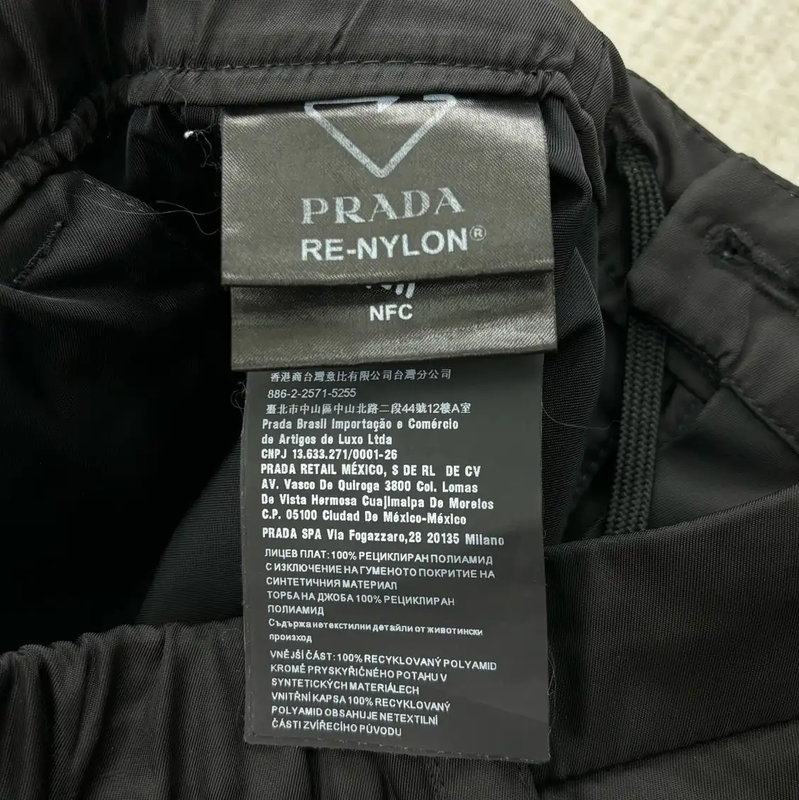 PRADA
RE-NYLON®
NFC
香港商台灣意比有限公司台灣分公司
886-2-2571-5255
臺北市中山區中山北路二段44號12樓A室
Prada Brasil Importação e Comércio
de Artigos de Luxo Ltda
CNPJ 13.633.271/0001-26
PRADA RETAIL MÉXICO, S DE RL DE CV
AV. Vasco De Quiroga 3800 Col. Lomas
De Vista Hermosa Cuajimalpa De Morelos
C.P. 05100 Ciudad De México-México
PRADA SPA Via Fogazzaro,28 20135 Milano
ЛИЦЕВ ПЛАТ: 100% РЕЦИКЛИРАН ПОЛИАМИД
С ИЗКЛЮЧЕНИЕ НА ГУМЕНОТО ПОКРИТИЕ НА
СИНТЕТИЧНИЯ МАТЕРИАЛ
ТОРБА НА ДЖОБА 100% РЕЦИКЛИРАН
ПОЛИАМИД
Съдържа нетекстилни детайли от животински
произход
VNĚJŠÍ ČÁST: 100% RECYKLOVANÝ POLYAMID
KROMĚ PRYSKYŘIČNÉHO POTAHU V
SYNTETICKÝCH MATERIÁLECH
VNITŘNÍ KAPSA 100% RECYKLOVANÝ
POLYAMID OBSAHUJE NETEXTILNÍ
ČÁSTI ZVÍŘECÍHO PŮVODU